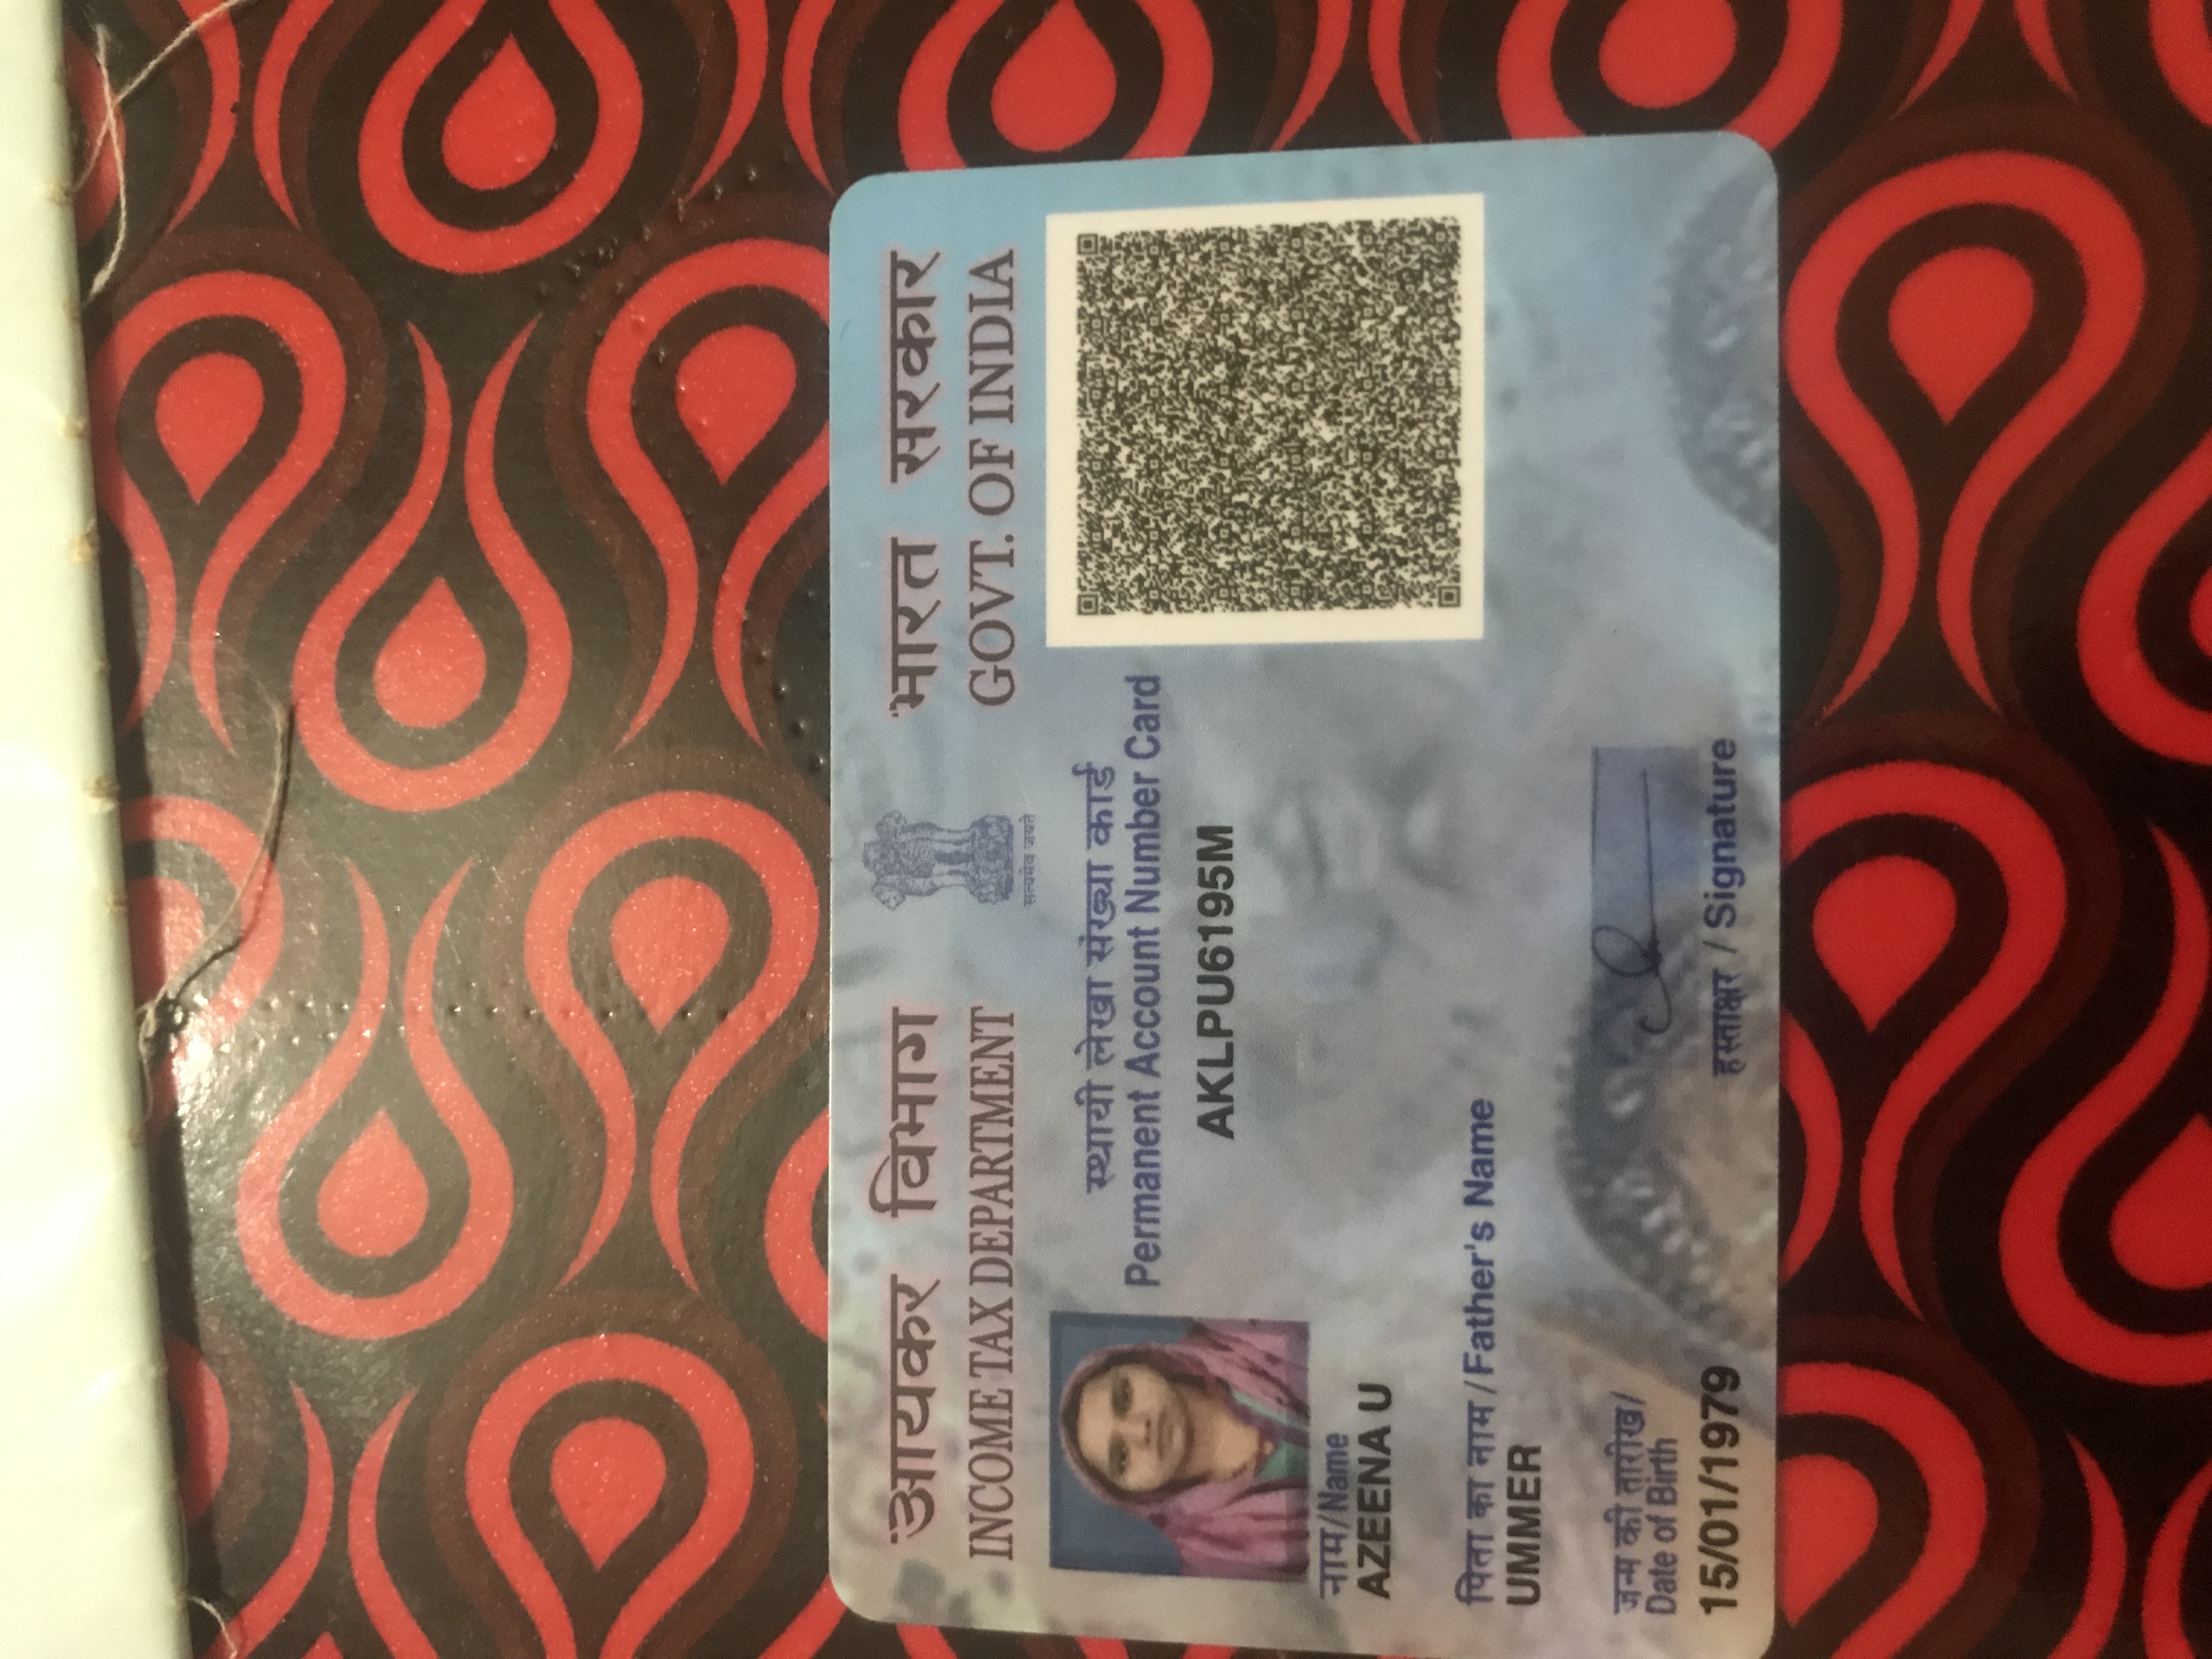 आयकर विभाग
INCOME TAX DEPARTMENT
सत्यमेव जयते
भारत सरकार
GOVT. OF INDIA
स्थायी लेखा संख्या कार्ड
Permanent Account Number Card
AKLPU6195M
नाम/Name
AZEENA U
पिता का नाम/Father's Name
UMMER
जन्म की तारीख/
Date of Birth
15/01/1979
हस्ताक्षर / Signature